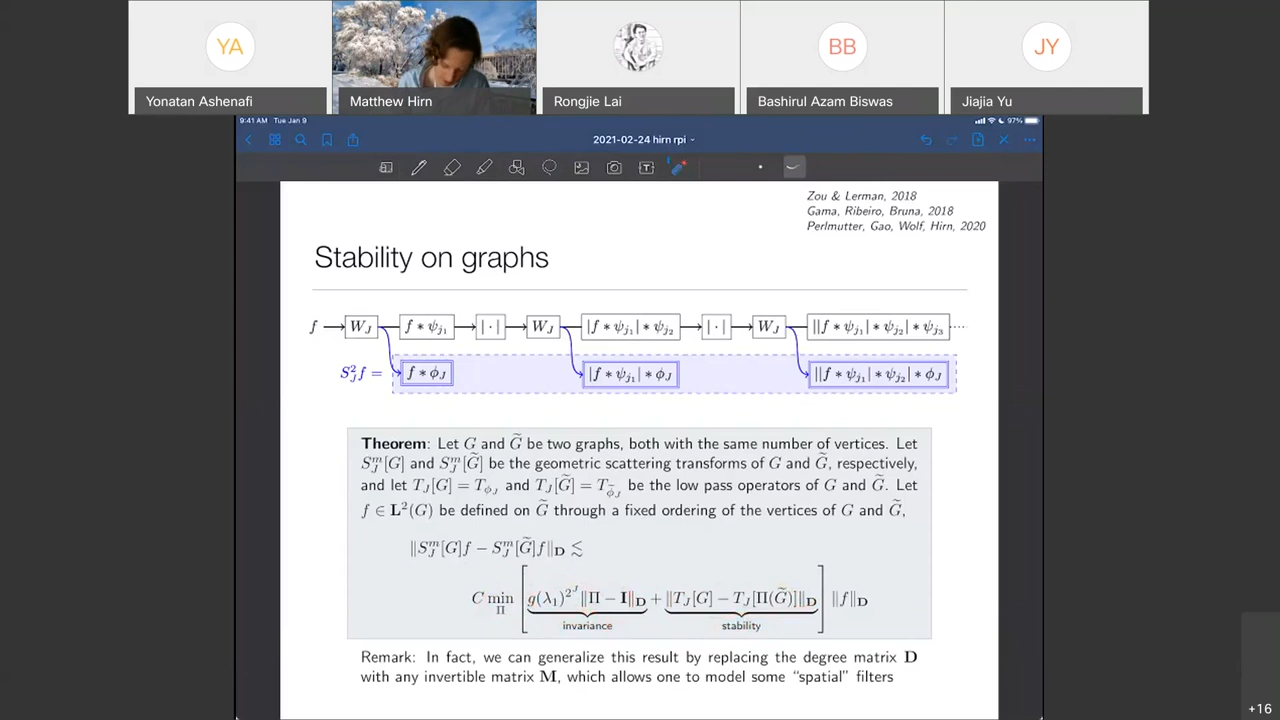 YA
BB
JY
Yonatan Ashenafi
Matthew Hirn
Rongjie Lai
Bashirul Azam Biswas
Jiajia Yu
9:41 AM Tue Jan 9
97%
2021-02-24 hirn rpi
Zou & Lerman, 2018
Gama, Ribeiro, Bruna, 2018
Perlmutter, Gao, Wolf, Hirn, 2020
Stability on graphs
f → W_J f ∗ ψ_{j_1} → | · | → W_J |f ∗ ψ_{j_1}| ∗ ψ_{j_2} → | · | → W_J ||f ∗ ψ_{j_1}| ∗ ψ_{j_2}| ∗ ψ_{j_3} ····
S_J^2 f = f ∗ φ_J |f ∗ ψ_{j_1}| ∗ φ_J ||f ∗ ψ_{j_1}| ∗ ψ_{j_2}| ∗ φ_J
Theorem: Let G and G̃ be two graphs, both with the same number of vertices. Let
S_J^m[G] and S_J^m[G̃] be the geometric scattering transforms of G and G̃, respectively,
and let T_J[G] = T_{φ_J} and T_J[G̃] = T_{φ̃_J} be the low pass operators of G and G̃. Let
f ∈ L²(G) be defined on G̃ through a fixed ordering of the vertices of G and G̃,
‖S_J^m[G]f − S_J^m[G̃]f‖_D ≲
C min_Π [ g(λ_1)^{2^J} ‖Π − I‖_D + ‖T_J[G] − T_J[Π(G̃)]‖_D ] ‖f‖_D
invariance stability
Remark: In fact, we can generalize this result by replacing the degree matrix D
with any invertible matrix M, which allows one to model some “spatial” filters
+16